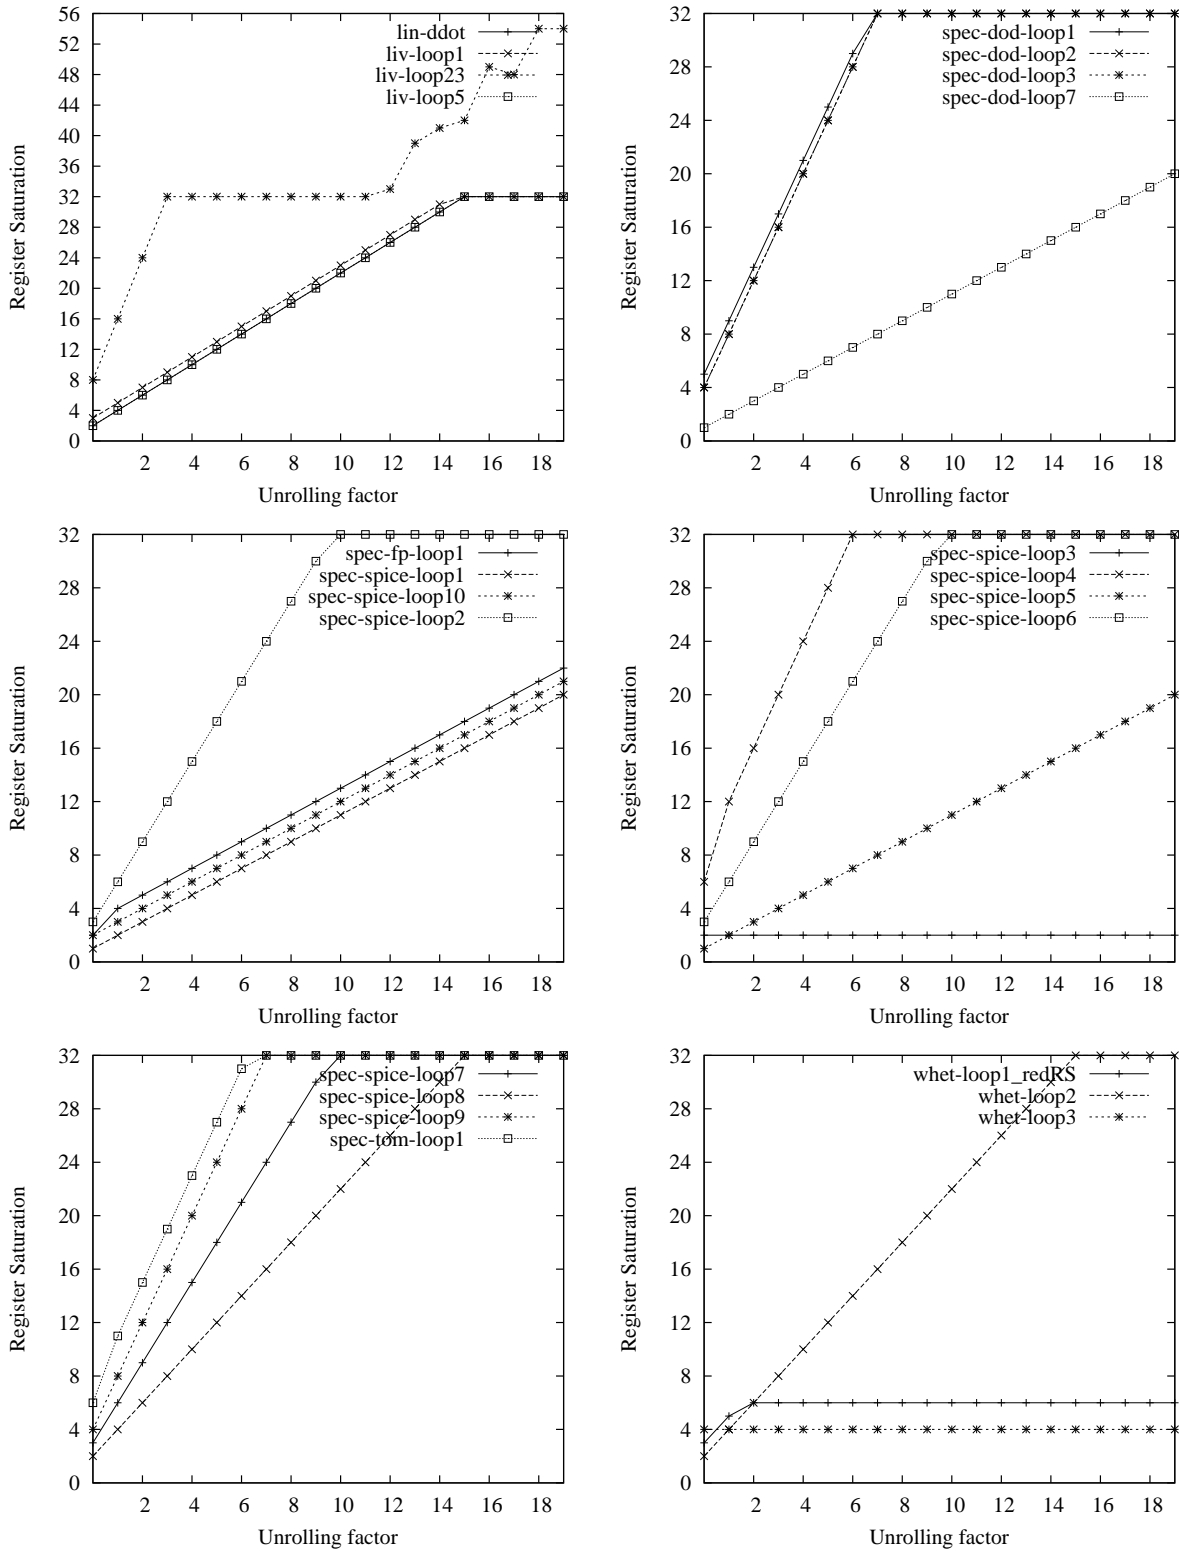 56
52
48
44
40
36
32
28
24
20
16
12
8
4
0
Register Saturation
lin-ddot
liv-loop1
liv-loop23
liv-loop5
2 4 6 8 10 12 14 16 18
Unrolling factor
32
28
24
20
16
12
8
4
0
Register Saturation
spec-dod-loop1
spec-dod-loop2
spec-dod-loop3
spec-dod-loop7
2 4 6 8 10 12 14 16 18
Unrolling factor
32
28
24
20
16
12
8
4
0
Register Saturation
spec-fp-loop1
spec-spice-loop1
spec-spice-loop10
spec-spice-loop2
2 4 6 8 10 12 14 16 18
Unrolling factor
32
28
24
20
16
12
8
4
0
Register Saturation
spec-spice-loop3
spec-spice-loop4
spec-spice-loop5
spec-spice-loop6
2 4 6 8 10 12 14 16 18
Unrolling factor
32
28
24
20
16
12
8
4
0
Register Saturation
spec-spice-loop7
spec-spice-loop8
spec-spice-loop9
spec-tom-loop1
2 4 6 8 10 12 14 16 18
Unrolling factor
32
28
24
20
16
12
8
4
0
Register Saturation
whet-loop1_redRS
whet-loop2
whet-loop3
2 4 6 8 10 12 14 16 18
Unrolling factor